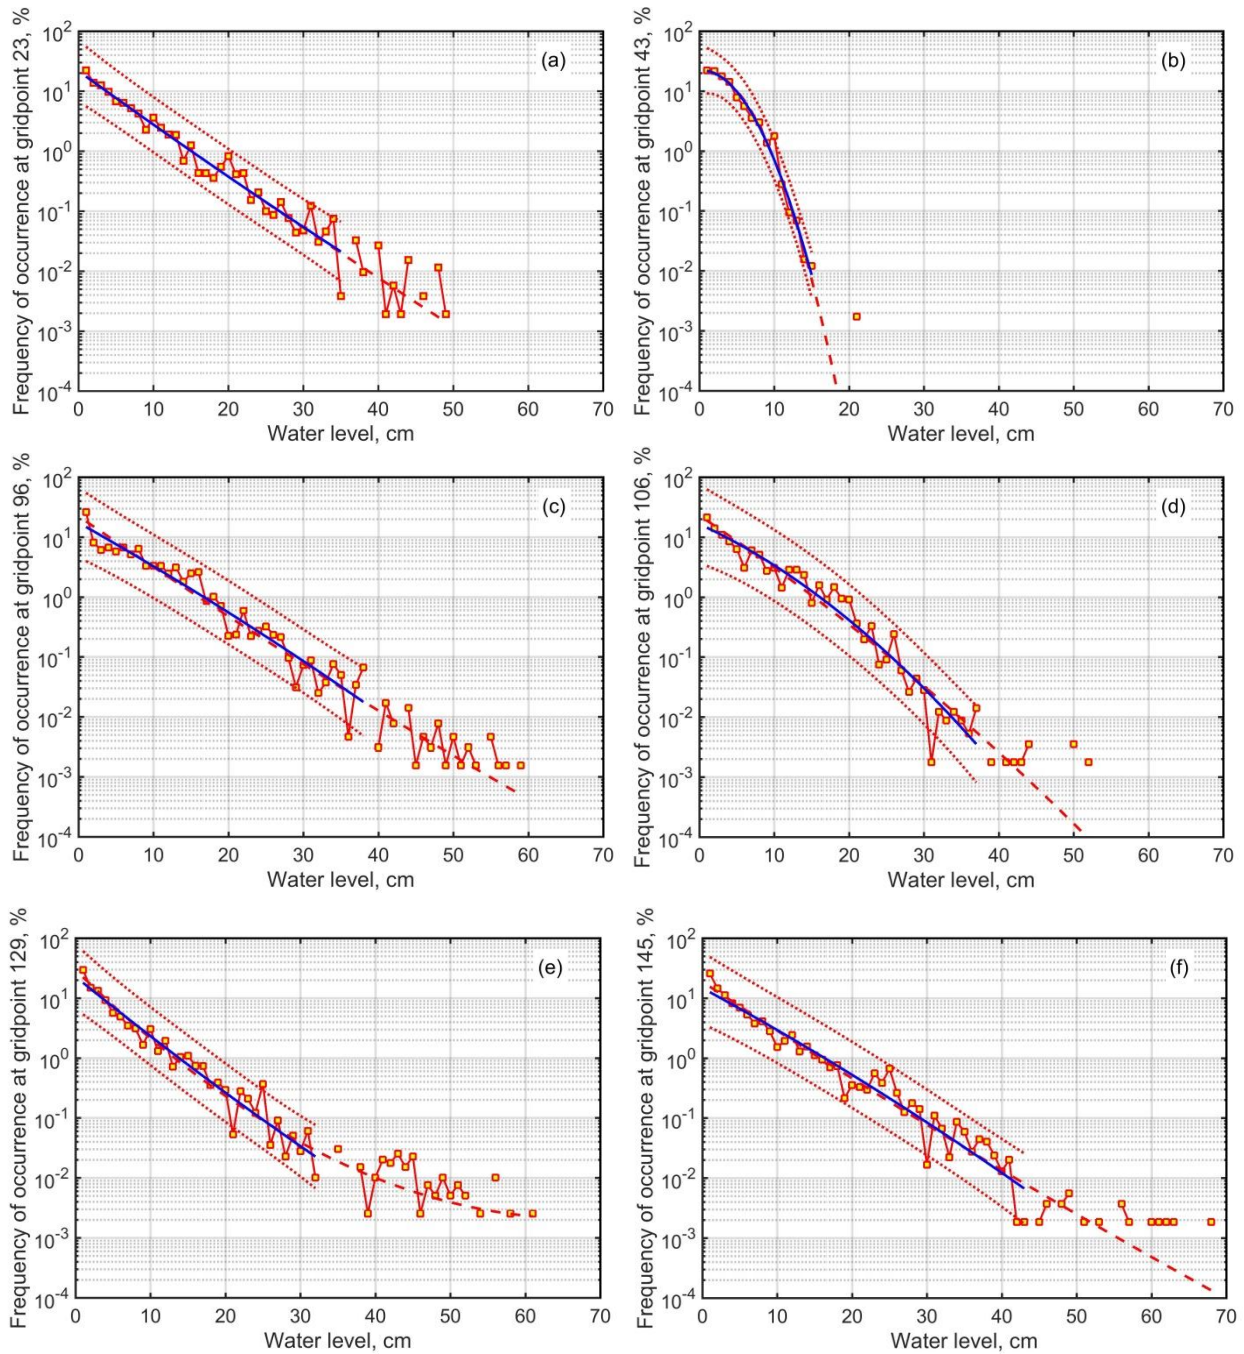 Frequency of occurrence at gridpoint 23, %
10^2
10^1
10^0
10^-1
10^-2
10^-3
10^-4
(a)
0 10 20 30 40 50 60 70
Water level, cm
Frequency of occurrence at gridpoint 43, %
10^2
10^1
10^0
10^-1
10^-2
10^-3
10^-4
(b)
0 10 20 30 40 50 60 70
Water level, cm
Frequency of occurrence at gridpoint 96, %
10^2
10^1
10^0
10^-1
10^-2
10^-3
10^-4
(c)
0 10 20 30 40 50 60 70
Water level, cm
Frequency of occurrence at gridpoint 106, %
10^2
10^1
10^0
10^-1
10^-2
10^-3
10^-4
(d)
0 10 20 30 40 50 60 70
Water level, cm
Frequency of occurrence at gridpoint 129, %
10^2
10^1
10^0
10^-1
10^-2
10^-3
10^-4
(e)
0 10 20 30 40 50 60 70
Water level, cm
Frequency of occurrence at gridpoint 145, %
10^2
10^1
10^0
10^-1
10^-2
10^-3
10^-4
(f)
0 10 20 30 40 50 60 70
Water level, cm